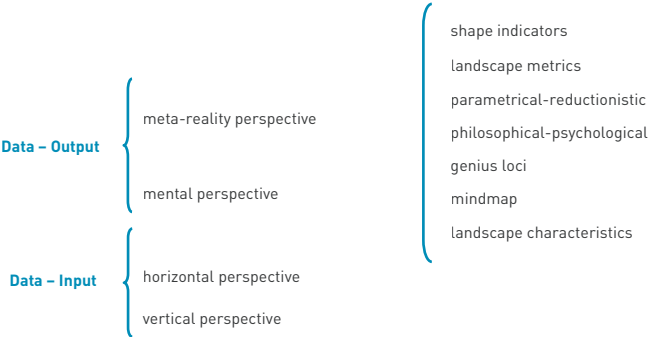 Data – Output
meta-reality perspective
mental perspective
Data – Input
horizontal perspective
vertical perspective
shape indicators
landscape metrics
parametrical-reductionistic
philosophical-psychological
genius loci
mindmap
landscape characteristics